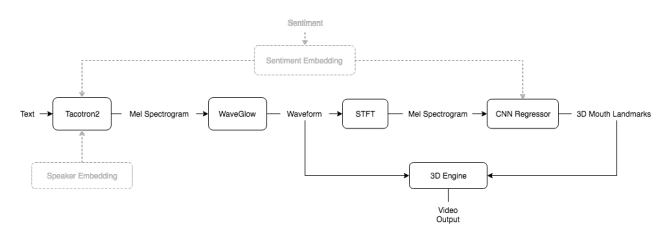 Sentiment
Sentiment Embedding
Text
Tacotron2
Mel Spectrogram
WaveGlow
Waveform
STFT
Mel Spectrogram
CNN Regressor
3D Mouth Landmarks
Speaker Embedding
3D Engine
Video
Output